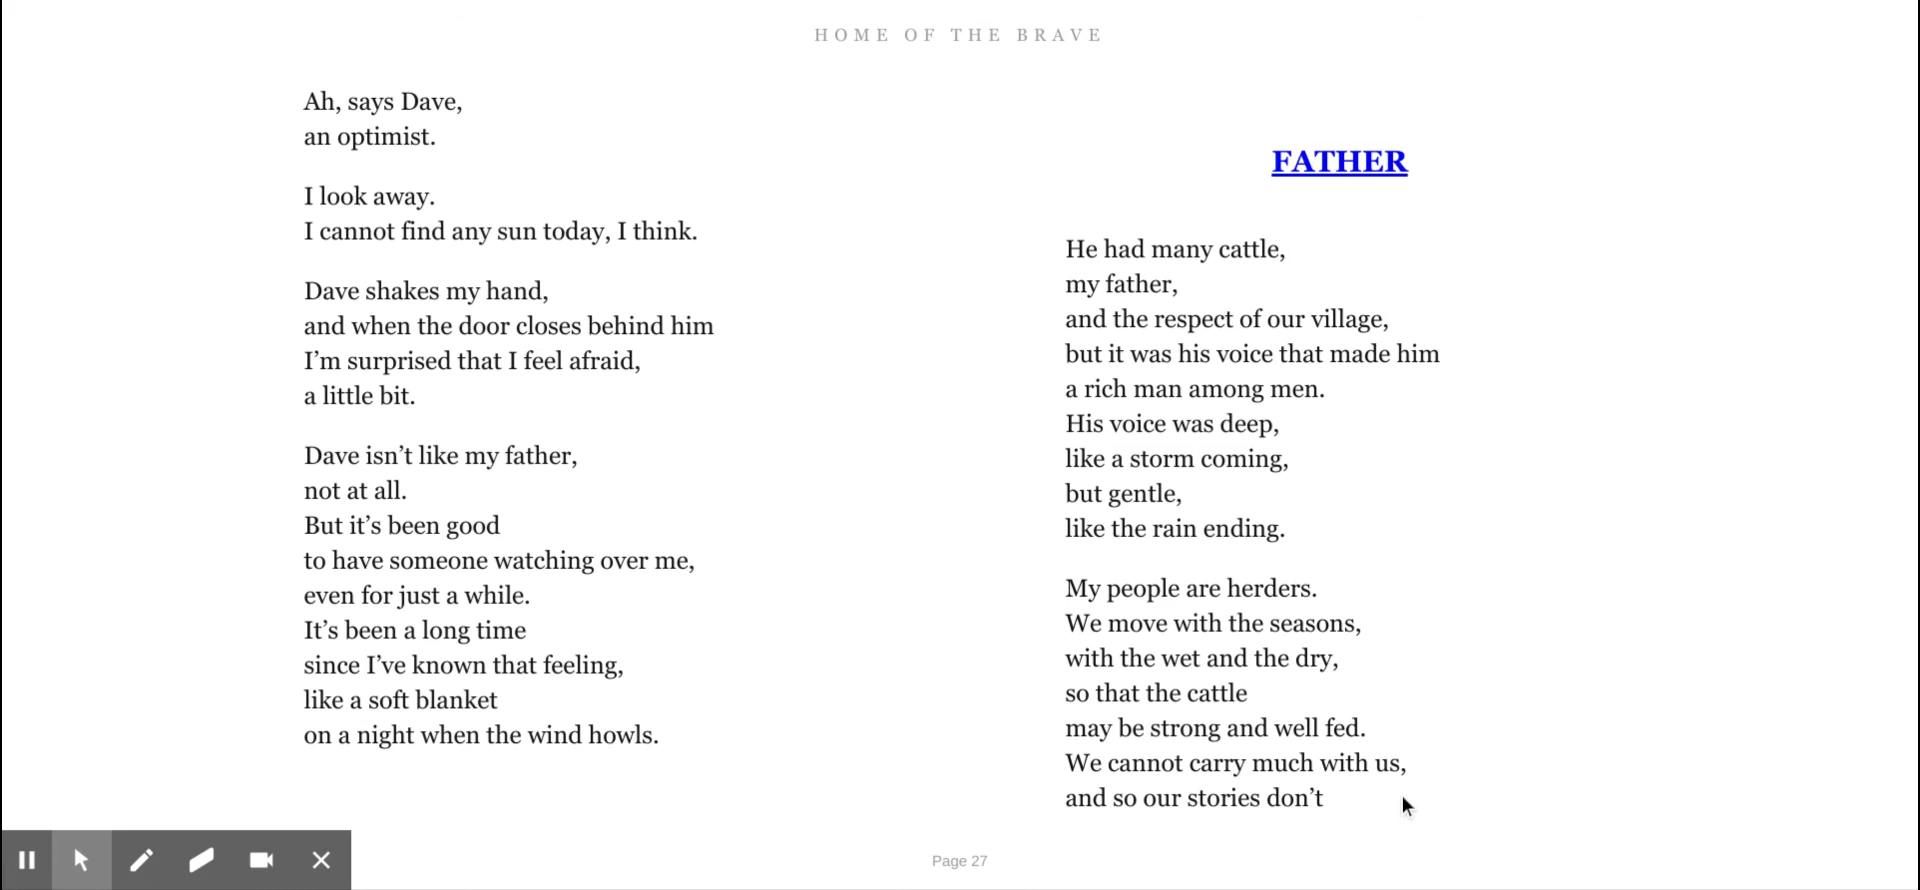 HOME OF THE BRAVE
Ah, says Dave,
an optimist.
I look away.
I cannot find any sun today, I think.
Dave shakes my hand,
and when the door closes behind him
I’m surprised that I feel afraid,
a little bit.
Dave isn’t like my father,
not at all.
But it’s been good
to have someone watching over me,
even for just a while.
It’s been a long time
since I’ve known that feeling,
like a soft blanket
on a night when the wind howls.
FATHER
He had many cattle,
my father,
and the respect of our village,
but it was his voice that made him
a rich man among men.
His voice was deep,
like a storm coming,
but gentle,
like the rain ending.
My people are herders.
We move with the seasons,
with the wet and the dry,
so that the cattle
may be strong and well fed.
We cannot carry much with us,
and so our stories don’t
Page 27